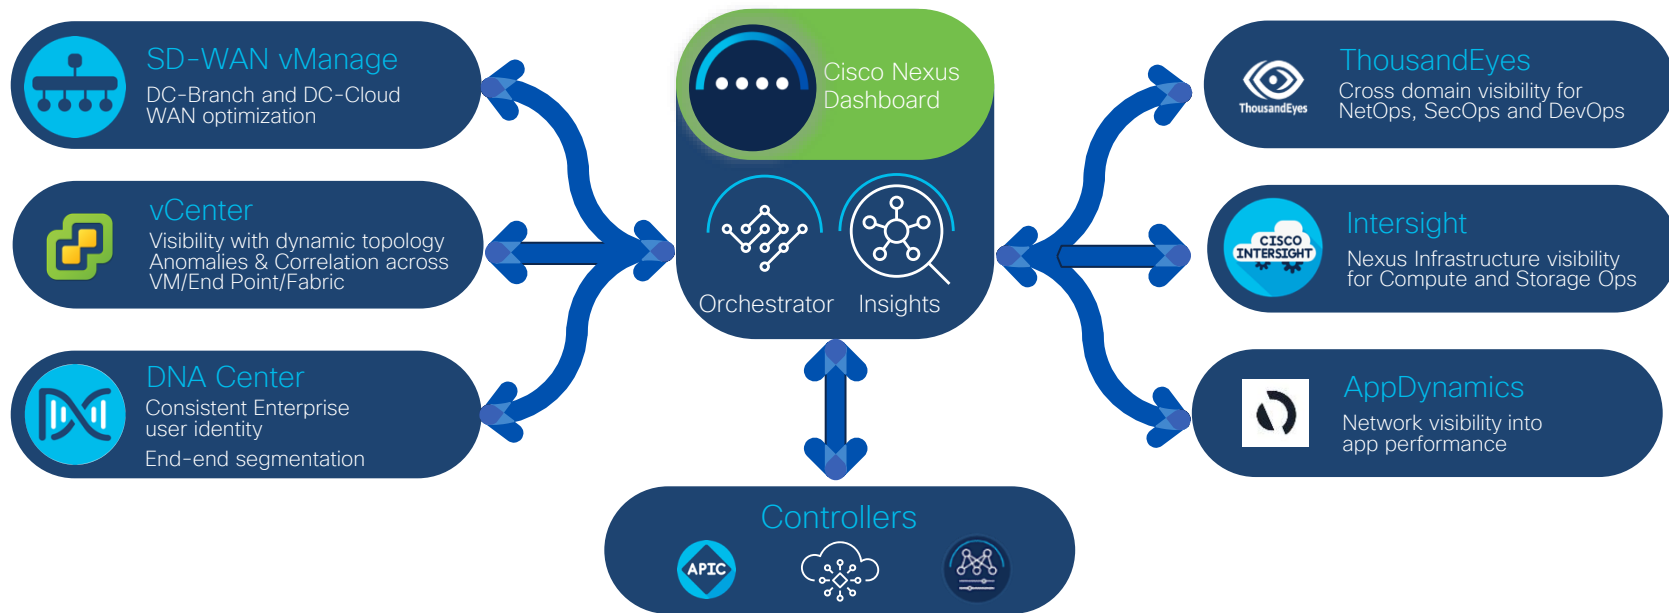 SD-WAN vManage
DC-Branch and DC-Cloud
WAN optimization
vCenter
Visibility with dynamic topology
Anomalies & Correlation across
VM/End Point/Fabric
DNA Center
Consistent Enterprise
user identity
End-end segmentation
Cisco Nexus
Dashboard
Orchestrator
Insights
Controllers
APIC
ThousandEyes
ThousandEyes
Cross domain visibility for
NetOps, SecOps and DevOps
CISCO
INTERSIGHT
Intersight
Nexus Infrastructure visibility
for Compute and Storage Ops
AppDynamics
Network visibility into
app performance